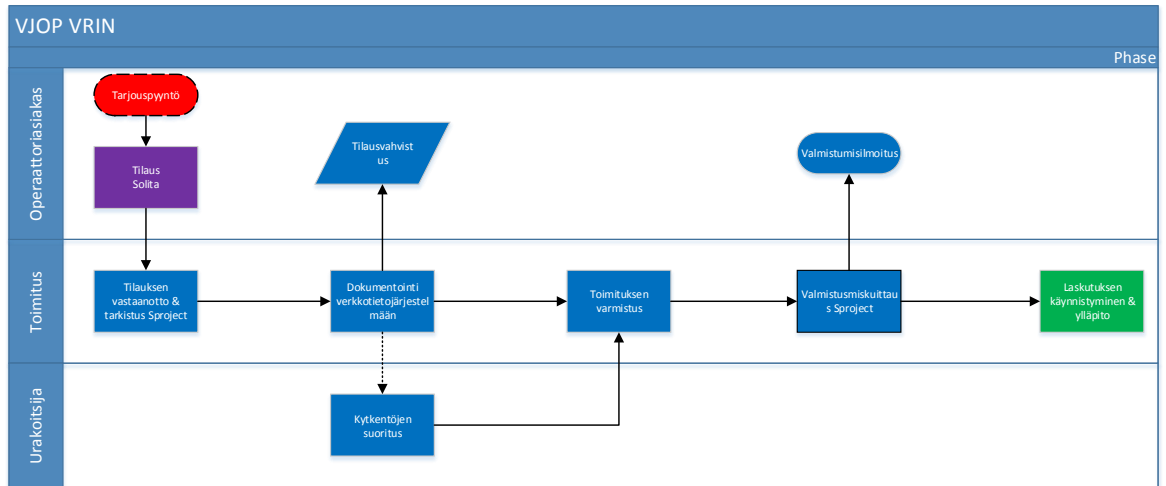 VJOP VRIN
Phase
Operaattoriasiakas
Tarjouspyyntö
Tilaus
Solita
Tilausvahvist
us
Valmistumisilmoitus
Toimitus
Tilauksen
vastaanotto &
tarkistus Sproject
Dokumentointi
verkkotietojärjestel
mään
Toimituksen
varmistus
Valmistusmiskuittau
s Sproject
Laskutuksen
käynnistyminen &
ylläpito
Urakoitsija
Kytkentöjen
suoritus